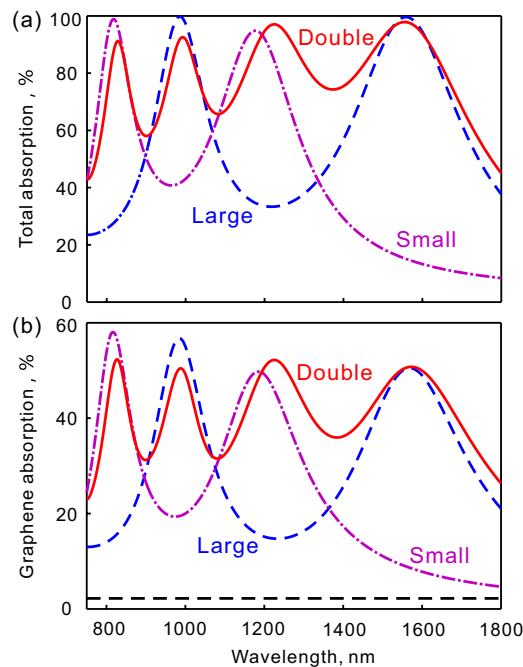 (a)
Total absorption , %
100
80
60
40
20
0
Double
Large
Small
(b)
Graphene absorption , %
60
40
20
0
Double
Large
Small
800 1000 1200 1400 1600 1800
Wavelength, nm